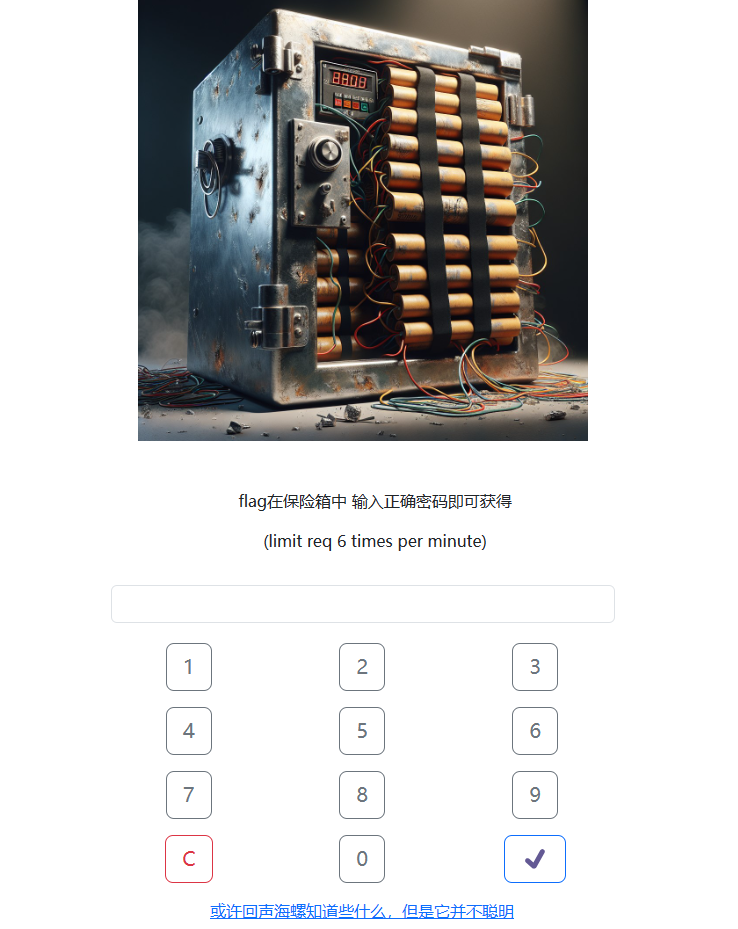 flag在保险箱中 输入正确密码即可获得
(limit req 6 times per minute)
1 2 3
4 5 6
7 8 9
C 0
或许回声海螺知道些什么，但是它并不聪明